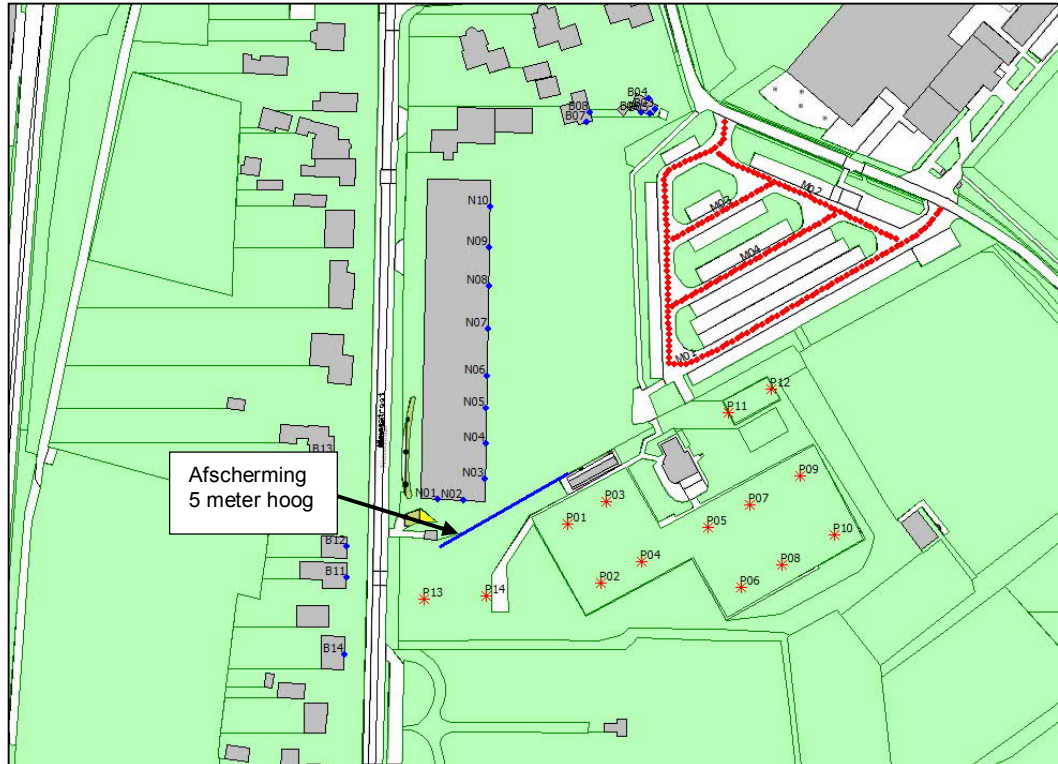 B04
B08
B07
N10
N09
N08
N07
N06
N05
N04
N03
N01
N02
M02
M03
M04
M01
B13
B12
B11
B14
Afscherming
5 meter hoog
P12
P11
P09
P03
P07
P01
P05
P10
P04
P08
P02
P06
P13
P14